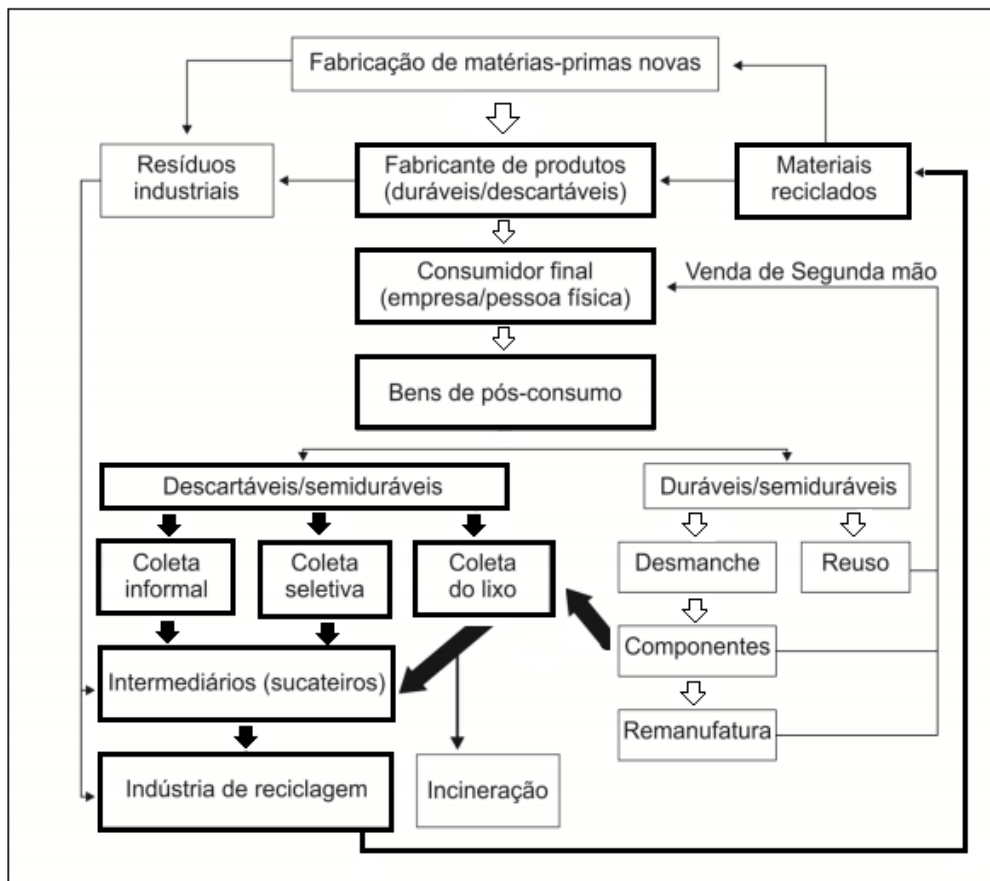 Fabricação de matérias-primas novas
Resíduos
industriais
Fabricante de produtos
(duráveis/descartáveis)
Materiais
reciclados
Consumidor final
(empresa/pessoa física)
Venda de Segunda mão
Bens de pós-consumo
Descartáveis/semiduráveis
Duráveis/semiduráveis
Coleta
informal
Coleta
seletiva
Coleta
do lixo
Desmanche
Reuso
Componentes
Intermediários (sucateiros)
Remanufatura
Indústria de reciclagem
Incineração